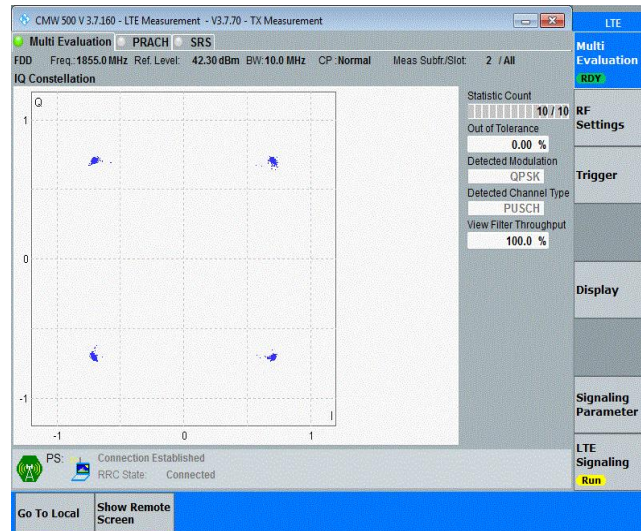 CMW 500 V 3.7.160 - LTE Measurement - V3.7.70 - TX Measurement
LTE
Multi Evaluation PRACH SRS
FDD Freq.: 1855.0 MHz Ref. Level: 42.30 dBm BW: 10.0 MHz CP : Normal Meas Subfr./Slot: 2 / All
IQ Constellation
Q
1
0
-1
-1
0
1
I
Statistic Count
10 / 10
Out of Tolerance
0.00 %
Detected Modulation
QPSK
Detected Channel Type
PUSCH
View Filter Throughput
100.0 %
Multi
Evaluation
RDY
RF
Settings
Trigger
Display
Signaling
Parameter
LTE
Signaling
Run
PS: Connection Established
RRC State: Connected
Go To Local
Show Remote
Screen